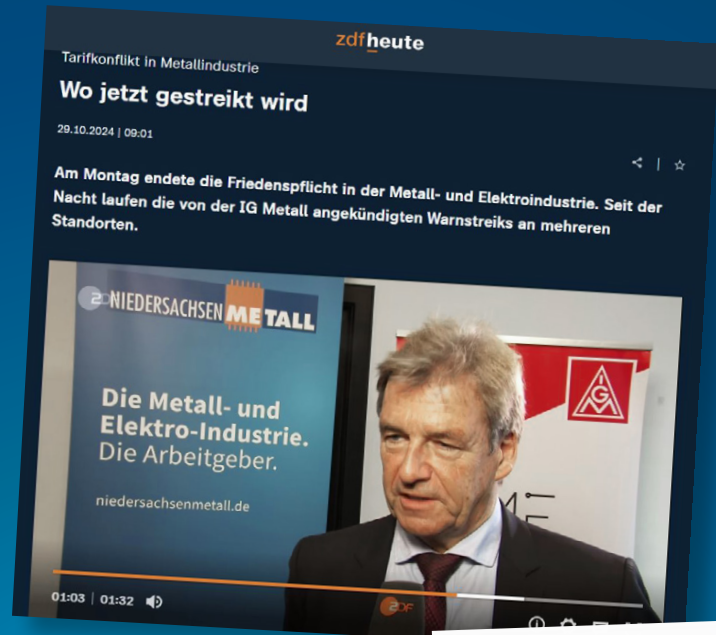 zdfheute
Tarifkonflikt in Metallindustrie
Wo jetzt gestreikt wird
29.10.2024 | 09:01
Am Montag endete die Friedenspflicht in der Metall- und Elektroindustrie. Seit der
Nacht laufen die von der IG Metall angekündigten Warnstreiks an mehreren
Standorten.
NIEDERSACHSEN METALL
IGM
Die Metall- und
Elektro-Industrie.
Die Arbeitgeber.
niedersachsenmetall.de
01:03 | 01:32
ZDF